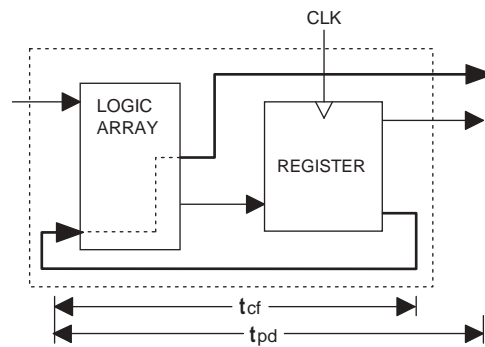 CLK
LOGIC
ARRAY
REGISTER
tcf
tpd